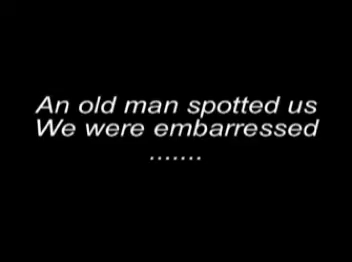 An old man spotted us
We were embarressed
.......